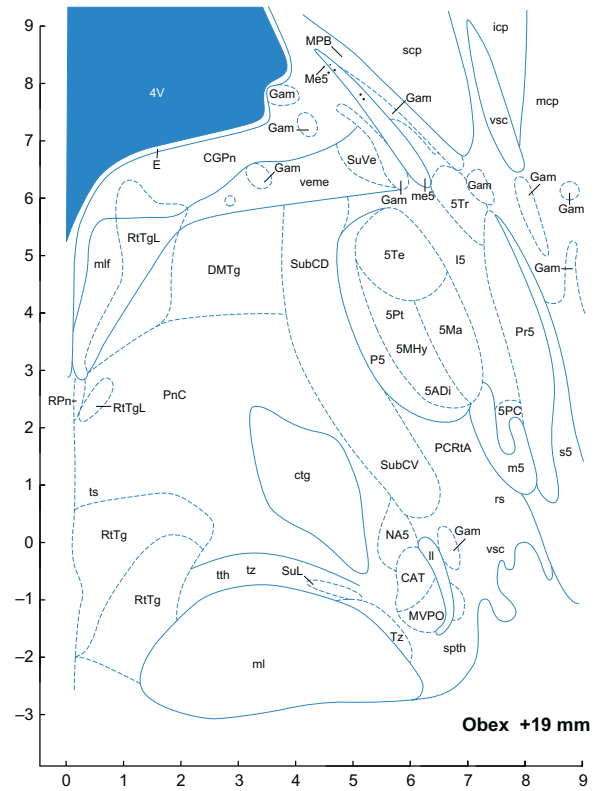 9
icp
MPB
scp
8
Me5
4V
Gam
Gam
mcp
vsc
Gam
7
CGPn
E
SuVe
Gam
veme
Gam
Gam
6
Gam
me5
5Tr
Gam
RtTgL
5
mlf
DMTg
SubCD
5Te
I5
Gam
4
5Pt
5Ma
Pr5
5MHy
3
P5
5ADi
RPn
PnC
RtTgL
5PC
2
PCRtA
s5
SubCV
m5
ctg
1
ts
rs
RtTg
NA5
Gam
vsc
0
ll
tth
tz
SuL
CAT
−1
RtTg
MVPO
Tz
spth
−2
ml
−3
Obex +19 mm
0 1 2 3 4 5 6 7 8 9